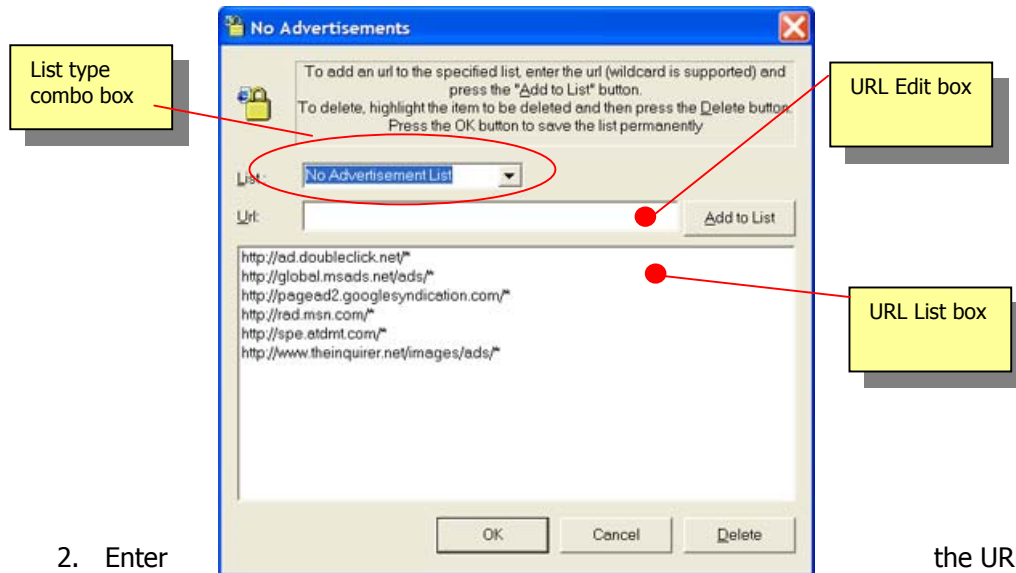 No Advertisements
List type
combo box
To add an url to the specified list, enter the url (wildcard is supported) and
press the "Add to List" button.
To delete, highlight the item to be deleted and then press the Delete button.
Press the OK button to save the list permanently
URL Edit box
List :
No Advertisement List
Url:
Add to List
http://ad.doubleclick.net/*
http://global.msads.net/ads/*
http://pagead2.googlesyndication.com/*
http://rad.msn.com/*
http://spe.atdmt.com/*
http://www.theinquirer.net/images/ads/*
URL List box
OK
Cancel
Delete
2. Enter the UR